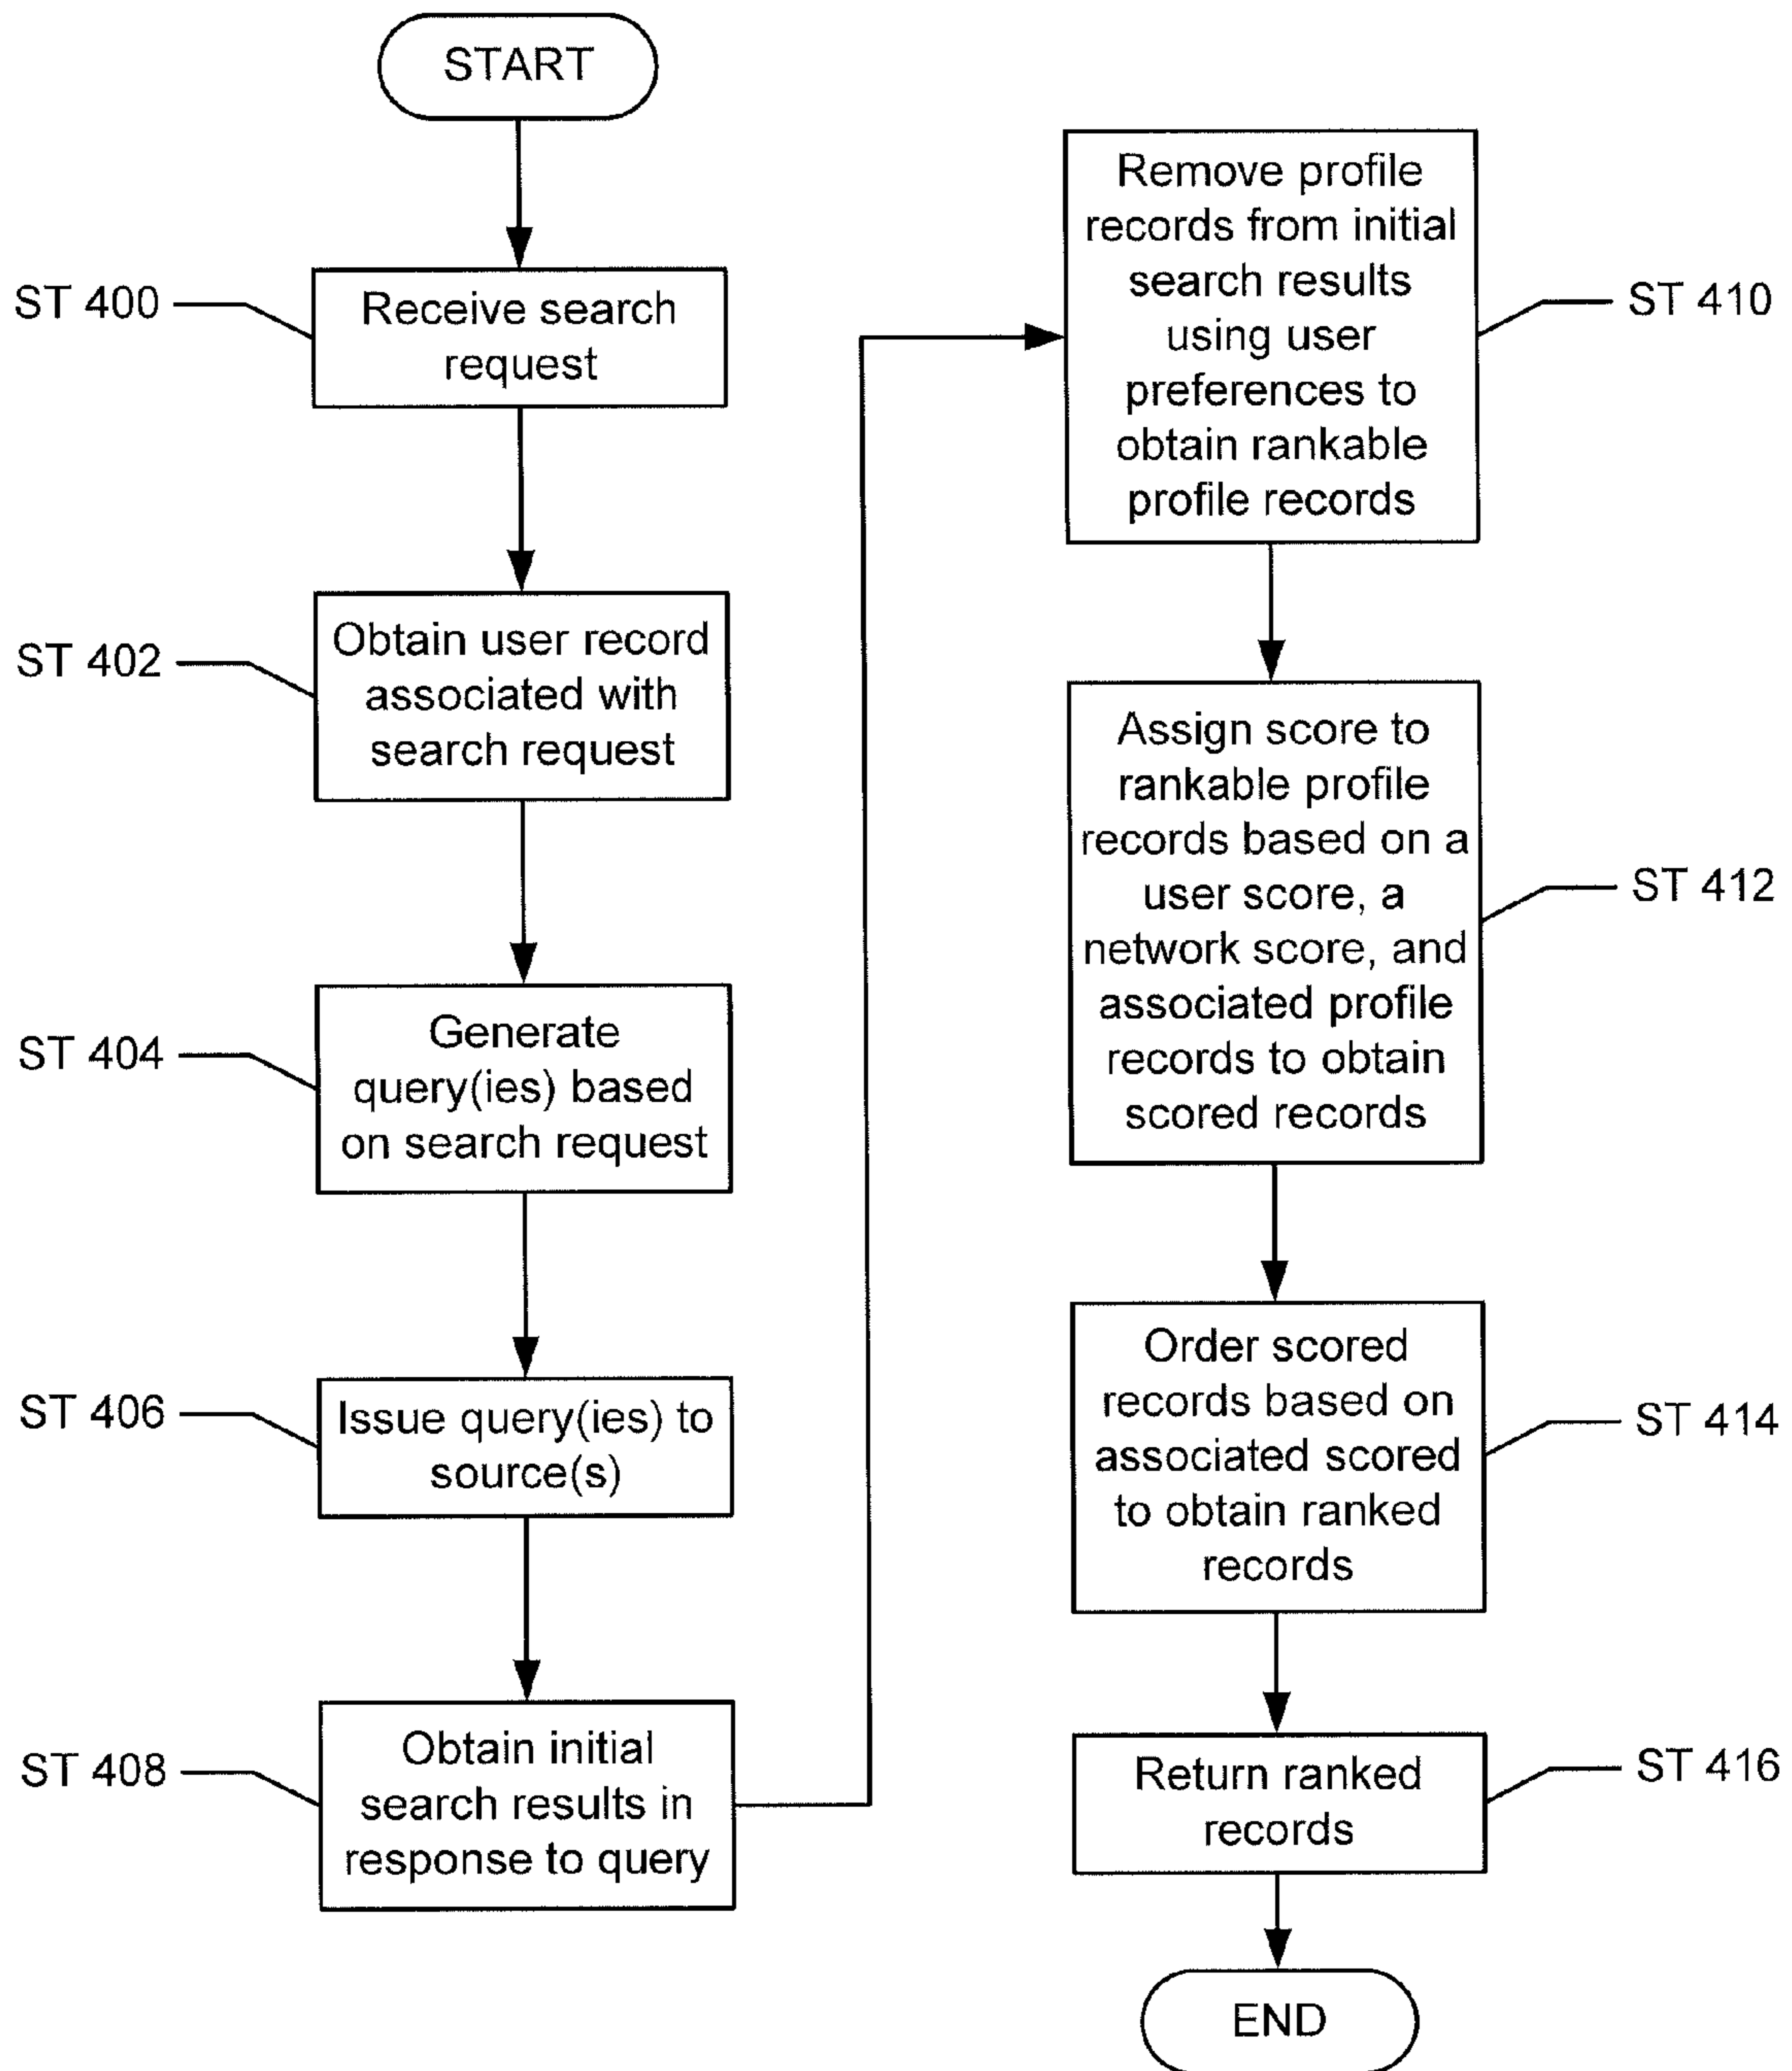 START
ST 400
Receive search
request
ST 402
Obtain user record
associated with
search request
ST 404
Generate
query(ies) based
on search request
ST 406
Issue query(ies) to
source(s)
ST 408
Obtain initial
search results in
response to query
Remove profile
records from initial
search results
using user
preferences to
obtain rankable
profile records
ST 410
Assign score to
rankable profile
records based on a
user score, a
network score, and
associated profile
records to obtain
scored records
ST 412
Order scored
records based on
associated scored
to obtain ranked
records
ST 414
Return ranked
records
ST 416
END